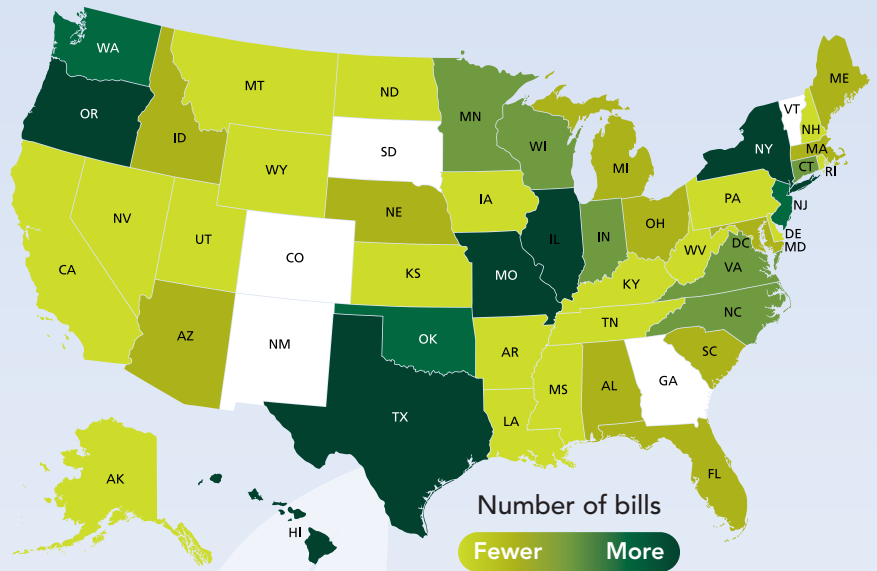 WA
MT
ND
ME
OR
MN
VT
NH
ID
WI
NY
MA
SD
CT
RI
WY
MI
IA
PA
NJ
NE
NV
OH
DE
UT
IL
IN
DC
MD
CO
WV
CA
KS
MO
VA
KY
NC
TN
AZ
OK
NM
AR
SC
MS
AL
GA
TX
LA
FL
AK
Number of bills
HI
Fewer
More